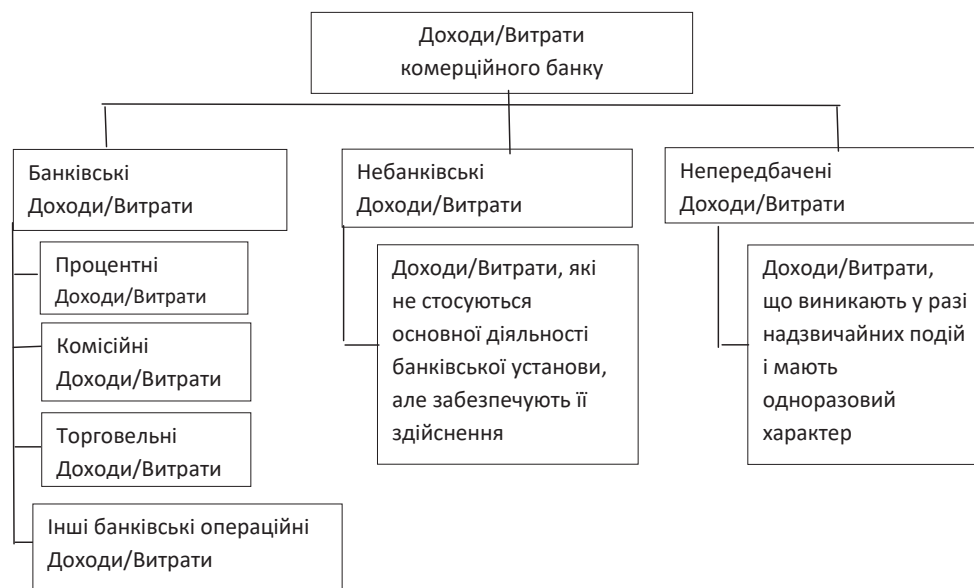 Доходи/Витрати
комерційного банку
Банківські
Доходи/Витрати
Процентні
Доходи/Витрати
Комісійні
Доходи/Витрати
Торговельні
Доходи/Витрати
Інші банківські операційні
Доходи/Витрати
Небанківські
Доходи/Витрати
Доходи/Витрати, які
не стосуються
основної діяльності
банківської установи,
але забезпечують її
здійснення
Непередбачені
Доходи/Витрати
Доходи/Витрати,
що виникають у разі
надзвичайних подій
і мають
одноразовий
характер